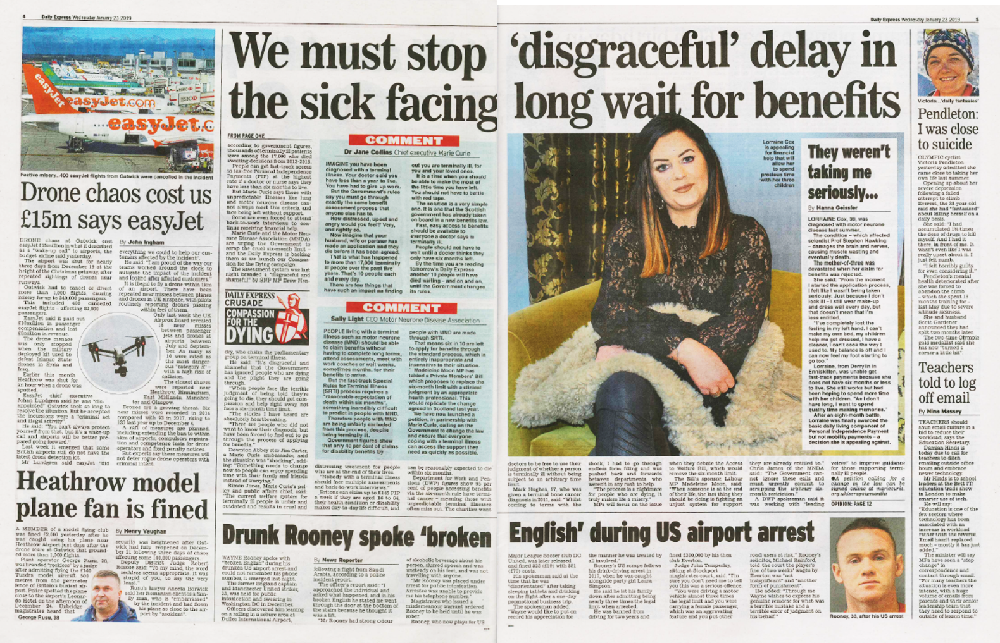 4 Daily Express Wednesday January 23 2019
easyJet
easyJet.com
easyJet.c
Festive misery...400 easyJet flights from Gatwick were cancelled in the incident
Drone chaos cost us
£15m says easyJet
By John Ingham
DRONE chaos at Gatwick cost
easyJet £15million in what it described
as a "wake-up call" to airports, the
budget airline said yesterday.
The airport was shut for nearly
three days from December 19 at the
height of the Christmas getaway, after
repeated sightings of drones near
runways.
Gatwick had to cancel or divert
more than 1,000 flights, causing
misery for up to 140,000 passengers.
This included 400 cancelled
easyJet flights – affecting 82,000
passengers.
EasyJet said it paid out
£10million in passenger
compensation and lost
£5million in revenue.
The drone menace
was only stopped
when the military
deployed kit used to
defeat Islamic State
drones in Syria and
Iraq.
Earlier this month
Heathrow was shut for
an hour when a drone was
spotted.
EasyJet chief executive
Johan Lundgren said he was "dis-
appointed" Gatwick took so long to
resolve the situation. But he accepted
the incursions were a "criminal act
and illegal activity".
He said: "You can't always protect
yourself from that, but it's a wake-up
call and airports will be better pre-
pared going forward."
Last week it emerged that some
British airports still do not have the
latest drone detection kit.
Mr Lundgren said easyJet "did
everything we could to help our cus-
tomers affected by the incident".
He said: "I am proud of the way our
teams worked around the clock to
mitigate the impact of the incident
and looked after affected customers."
It is illegal to fly a drone within 1km
of an airport. There have been
repeated near misses between planes
and drones in UK airspace, with pilots
routinely reporting drones passing
within feet of them.
Only last week the UK
Airprox Board revealed
18 near misses
between passenger
jets and drones at
airports between
July and Septem-
ber. As many as
10 were rated as
the most danger-
ous "category A" –
with a high risk of
collision.
The closest shaves
were reported near
Heathrow, Birmingham,
East Midlands, Manches-
ter and Glasgow.
Drones are a growing threat. Six
near misses were recorded in 2014
compared with 93 in 2017, rising to
120 last year up to December 4.
A raft of measures are planned,
including extending the ban to within
5km of airports, compulsory registra-
tion and competence tests for drone
operators and fixed penalty notices.
But experts say these measures will
not deter rogue drone operators with
criminal intent.
Heathrow model
plane fan is fined
By Henry Vaughan
A MEMBER of a model flying club
was fined £2,000 yesterday after he
was caught using his plane near
Heathrow Airport just days after the
drone scare at Gatwick that ground-
ed more than 1,000 flights.
Plant operator George Rusu, 38,
was branded "reckless" by a judge
after admitting flying the £160
Tundra model aircraft 500
metres from the perimeter
fence of Britain's busiest air-
port. Police spotted the plane
close to the airport's Leonar-
do Hotel on the afternoon of
December 24. Uxbridge
magistrates heard that
George Rusu, 38
security was heightened after Gat-
wick had fully reopened on Decem-
ber 21 following three days of chaos
affecting some 140,000 passengers.
Deputy District Judge Robert
Roscoe said: "To my mind, the word
reckless seems appropriate. It was
stupid of you, to say the very
least."
Rusu's lawyer Aneeta Borwick
said her Romanian client is a fam-
ily man, who is "embarrassed"
by the incident and had flown
his plane so close to the air-
port by "accident".
We must stop 'disgraceful' delay in
the sick facing long wait for benefits
FROM PAGE ONE
according to government figures,
thousands of terminally ill patients
were among the 17,000 who died
awaiting decisions from 2013-2018.
People can get fast-track access
to tax-free Personal Independence
Payments (PIP) at the highest
rate if a doctor or nurse says they
have less than six months to live.
But Marie Curie says those with
unpredictable illnesses like lung
and motor neurone disease can-
not always meet this criteria and
face being left without support.
Some are even forced to attend
back-to-work interviews to con-
tinue receiving financial help.
Marie Curie and the Motor Neu-
rone Disease Association (MNDA)
are urging the Government to
scrap the cruel six-month limit –
and the Daily Express is backing
them as we launch our Compas-
sion for the Dying campaign.
The assessment system was last
night branded a "disgraceful and
shameful" by SNP MP Drew Hen-
DAILY EXPRESS
CRUSADE
COMPASSION
FOR THE
DYING
dry, who chairs the parliamentary
group on terminal illness.
He said: "It's disgraceful and
shameful that the Government
has ignored people who are dying
and the plight they are going
through.
"When people face the terrible
judgment of being told they're
going to die, they should get com-
passion and help right away, not
face a six-month time limit.
"The stories I have heard are
absolutely heartbreaking.
"There are people who did not
want to know their diagnosis, but
have been forced to find out to go
through the process of applying
for benefits."
Downton Abbey star Jim Carter,
a Marie Curie ambassador, said
the situation was "shocking", add-
ing: "Something needs to change
now so people can enjoy spending
time with their family and friends
instead of worrying."
Simon Jones, Marie Curie's pol-
icy and public affairs chief, said:
"The current welfare system for
terminally ill people is unfair and
outdated and results in cruel and
COMMENT
Dr Jane Collins Chief executive Marie Curie
IMAGINE you have been
diagnosed with a terminal
illness. Your doctor said you
have less than a year to live.
You have had to give up work.
But the Government's rules
say you must go through
exactly the same benefit
assessment process that
anyone else has to.
How distressed, upset and
angry would you feel? Very,
and rightly so.
Now imagine that your
husband, wife or partner has
made an application and they
die before it has been agreed.
That is what has happened
to more than 17,000 terminally
ill people over the past five
years. That's 10 people each
and every day.
There are few things that
have such an impact as finding
out you are terminally ill, for
you and your loved ones.
It is a time when you should
be able to make the most of
the little time you have left.
You should not have to battle
with red tape.
The solution is a very simple
one. It is one that the Scottish
government has already taken
on board in a new benefits law.
Fast, easy access to benefits
should be available to
everyone a doctor says is
terminally ill.
People should not have to
wait until a doctor thinks they
only have six months left.
By the time you are reading
tomorrow's Daily Express
another 10 people will have
died waiting – and on and on,
until the Government changes
its rules.
COMMENT
Sally Light CEO Motor Neurone Disease Association
PEOPLE living with a terminal
illness such as motor neurone
disease (MND) should be able
to claim benefits without
having to complete long forms,
attend assessments, meet with
work coaches or wait weeks,
sometimes months, for their
benefits to arrive.
But the fast-track Special
Rules for Terminal Illness
(SRTI) process requires a
"reasonable expectation of
death within six months",
something incredibly difficult
to predict in people with MND.
Therefore people with MND
are being unfairly excluded
from this process, despite
being terminally ill.
Government figures show
that only 40 per cent of claims
for disability benefits by
people with MND are made
through SRTI.
That means six in 10 are left
to apply for benefits through
the standard process, which is
entirely inappropriate and
insensitive to their situation.
Madeleine Moon MP has
tabled a Private Members' Bill
which proposes to replace the
six-month limit with a clinical
judgment by an appropriate
health professional. This
would replicate the change
agreed in Scotland last year.
We have now launched a
petition, in partnership with
Marie Curie, calling on the
Government to change the law
and ensure that everyone
coping with a terminal illness
can access the support they
need as quickly as possible.
distressing treatment for people
who are at the end of their lives.
"Nobody with a terminal illness
should face multiple assessments
and back-to-work interviews."
Britons can claim up to £145 PIP
a week if they are aged 16 to 64,
their health condition or disability
makes day-to-day life difficult, and
can be reasonably expected to die
within six months.
Department for Work and Pen-
sions (DWP) figures show 93 per
cent of people accessing benefits
via the six-month rule have termi-
nal cancer – meaning those with
unpredictable terminal illnesses
often miss out. The charities want
Daily Express Wednesday January 23 2019 5
Lorraine Cox
is appealing
for financial
help that will
allow her
to spend
precious time
with her three
children
They weren't
taking me
seriously...
By Hanna Geissler
LORRAINE Cox, 39, was
diagnosed with motor neurone
disease last summer.
The condition – which affected
scientist Prof Stephen Hawking
– damages the brain and nerves,
causing muscle wasting and
eventually death.
The mother-of-three was
devastated when her claim for
benefits was rejected.
She said: "From the moment
I started the application process,
I felt like I wasn't being taken
seriously. Just because I don't
look ill – I still wear make-up
and dress well every day, but
that doesn't mean that I'm
less entitled.
"I've completely lost the
feeling in my left hand. I can't
make my own bed, my children
help me get dressed, I have a
cleaner, I can't cook the way I
used to. My balance is off and I
can now feel my foot starting to
go too."
Lorraine, from Derrylin in
Enniskillen, was unable get
fast-track payments because she
does not have six months or less
to live. She still works but had
been hoping to spend more time
with her children. "As I don't
have long, I want to spend
quality time making memories."
After an eight-month battle,
Lorraine was finally awarded the
basic daily living component of
Personal Independence Payment
but not mobility payments – a
decision she is appealing against.
doctors to be free to use their
judgment of whether a person
is terminally ill without being
subject to an arbitrary time
limit.
Mark Hughes, 57, was
given a terminal bone cancer
diagnosis in 2011, said: "Whilst
coming to terms with the
shock, I had to go through
endless form filling and was
pushed back and forwards
between departments who
weren't in any rush to help.
"The process is a nightmare
for people who are dying, it
truly makes life a misery."
MPs will focus on the issue
when they debate the Access
to Welfare Bill, which would
remove the six-month limit.
The Bill's sponsor, Labour
MP Madeleine Moon, said:
"When someone is at the end
of their life, the last thing they
should be doing is fighting an
unjust system for support
they are already entitled to."
Chris James of the MNDA
said: "The Government can-
not ignore these calls and
must urgently commit to
scrapping the arbitrary six-
month restriction."
A DWP spokesman said it
was working with "leading
voices" to improve guidance
for those supporting termi-
nally ill people.
●A petition calling for a
change in the law can be
signed online at mariecurie.
org.uk/scrapsixmonths
OPINION: PAGE 12
Drunk Rooney spoke 'broken English' during US airport arrest
By News Reporter
WAYNE Rooney spoke with
"broken English" during his
drunken US airport arrest and
could not remember his phone
number, it emerged last night.
The former England captain
and Manchester United striker,
33, was held for public
intoxication and swearing in
Washington DC in December.
Officers discovered him leaning
on a railing in a secure area at
Dulles International Airport,
following a flight from Saudi
Arabia, according to a police
incident report.
The officer's report said: "I
approached the individual and
asked what happened, and in his
broken English he stated he went
through the door at the bottom of
the stairs because he thought it
was a lift.
"Mr Rooney had strong odour
of alcoholic beverage about his
person, slurred speech and was
unsteady on his feet, and was not
travelling with anyone.
"Mr Rooney was placed under
arrest for public intoxication.
Arrestee was unable to provide
me his telephone number."
Magistrates issued a
misdemeanour warrant ordered
Rooney to be held until he was
sober.
Rooney, who now plays for US
Major League Soccer club DC
United, was later released
and fined $25 (£19) with $91
(£70) costs.
His spokesman said at the
time that he was
"disorientated" after taking
sleeping tablets and drinking
on the flight after a one-day
promotional business trip.
The spokesman added:
"Wayne would like to put on
record his appreciation for
the manner he was treated by
all involved."
Rooney's US scrape follows
his drink-driving arrest in
2017, when he was caught
alongside party girl Laura
Simpson.
He said he let his family
down after admitting being
nearly three times the legal
limit when arrested.
He was banned from
driving for two years and
fined £300,000 by his then
club Everton.
Judge John Temperley,
sitting at Stockport
magistrates court, said: "I'm
sure you don't need me to tell
you this was a serious offence.
"You were driving a motor
vehicle almost three times
the legal limit and you were
carrying a female passenger,
which was an aggravating
feature and you put other
road users at risk." Rooney's
solicitor, Michael Rainford,
told the court the player's
fine of two weeks' wages by
Everton was "not
insignificant" and "another
form of punishment".
He added: "Through me
Wayne wishes to express his
genuine remorse for what was
a terrible mistake and a
terrible error of judgment on
his behalf."
Rooney, 33, after his US arrest
Victoria...'daily fantasies'
Pendleton:
I was close
to suicide
OLYMPIC cyclist
Victoria Pendleton
yesterday admitted she
came close to taking her
own life last summer.
Opening up about her
severe depression
following a failed
attempt to climb
Everest, the 38-year-old
said she had "fantasised"
about killing herself on a
daily basis.
She said: "I had
accumulated 1½ times
the dose of drugs to kill
myself. And I had it
there, in front of me. It
wasn't even like I was
really upset about it. I
just felt numb.
"I felt horribly guilty
for even considering it."
Pendleton's mental
health deteriorated after
she was forced to
abandon the climb
– which she spent 18
months training for –
last May due to severe
altitude sickness.
She and husband
Scott Gardener
announced they had
split two months later.
The two-time Olympic
gold medallist said she
has now "turned a
corner a little bit".
Teachers
told to log
off email
By Nina Massey
TEACHERS should
shun email culture in a
bid to reduce their
workload, says the
Education Secretary.
Damian Hinds is
today due to call for
teachers to ditch
emailing outside office
hours and embrace
newer technology.
Mr Hinds is to school
leaders at the Bett IT
education trade show
in London to make
smarter use of tech.
He will say:
"Education is one of the
few sectors where
technology has been
associated with an
increase in workload
rather than the reverse.
Email hasn't replaced
much – mostly it has just
added."
The minister will say
MPs have seen a "step
change" in
correspondence and
contact through email.
"For many teachers the
situation is even more
intense, with a huge
volume of emails from
parents and their senior
leadership team that
they need to respond to
outside of lesson time."